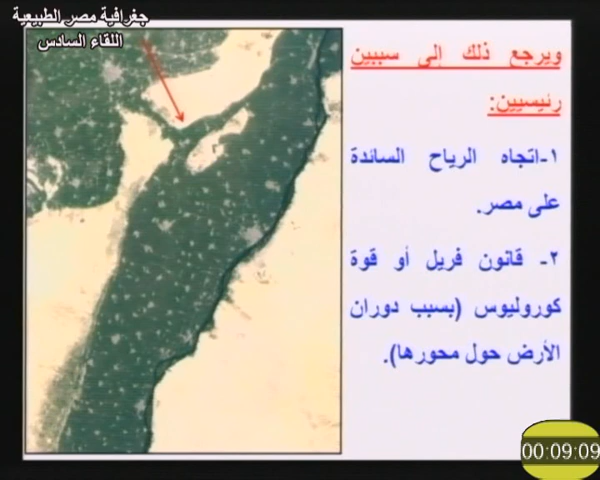 جغرافية مصر الطبيعية
اللقاء السادس
ويرجع ذلك إلى سببين
رئيسيين:
١-اتجاه الرياح السائدة
على مصر.
٢- قانون فريل أو قوة
كوروليوس (بسبب دوران
الأرض حول محورها).
00:09:09